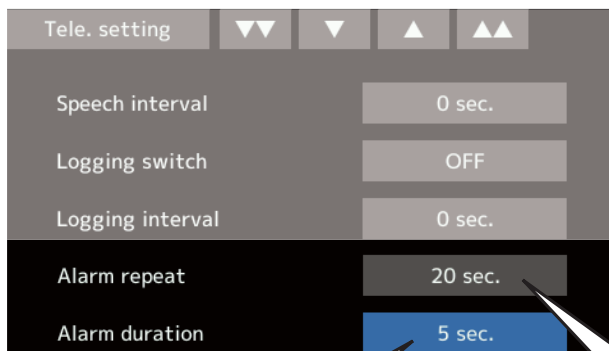 Tele. setting ▼▼ ▼ ▲ ▲▲
Speech interval 0 sec.
Logging switch OFF
Logging interval 0 sec.
Alarm repeat 20 sec.
Alarm duration 5 sec.